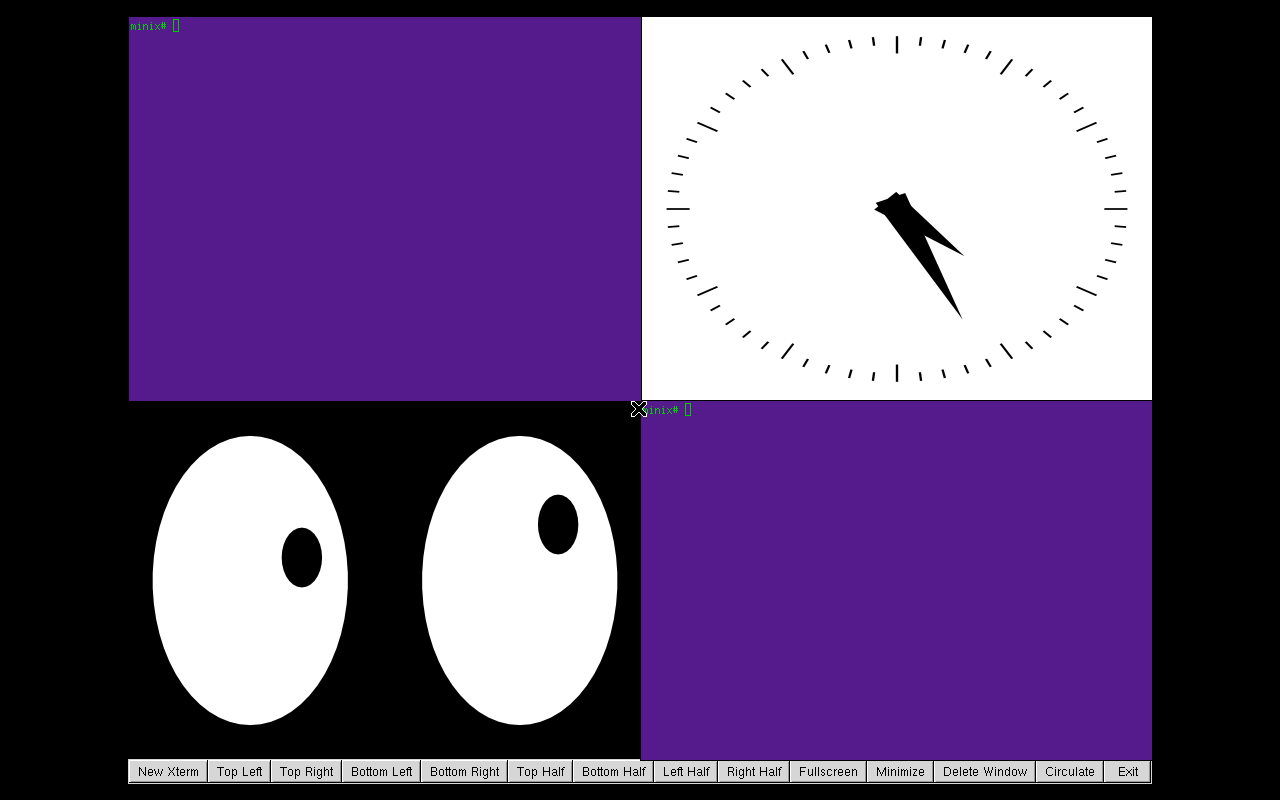 minix#
minix#
New Xterm Top Left Top Right Bottom Left Bottom Right Top Half Bottom Half Left Half Right Half Fullscreen Minimize Delete Window Circulate Exit